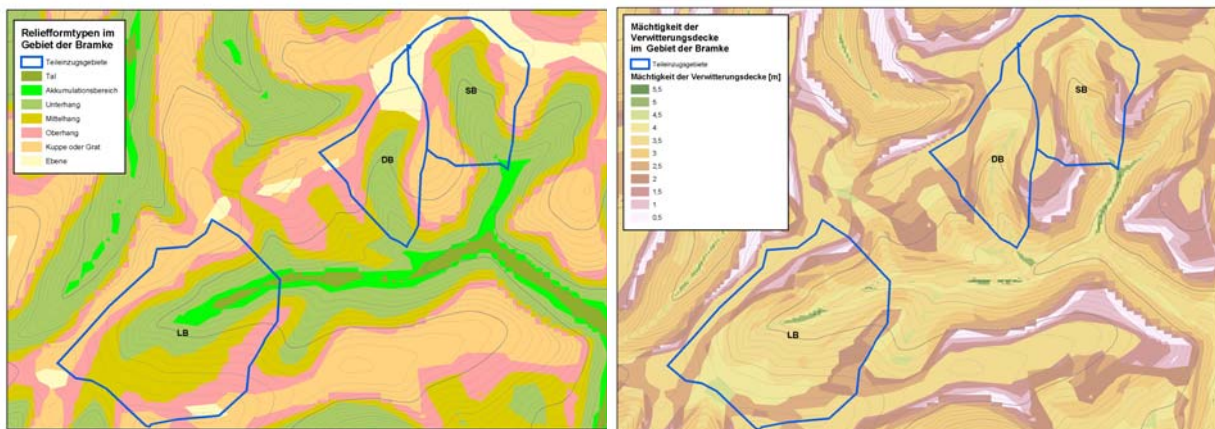 Relieffformtypen im
Gebiet der Bramke
Teileinzugsgebiete
Tal
Akkumulationsbereich
Unterhang
Mittelhang
Oberhang
Kuppe oder Grat
Ebene
SB
DB
LB
Mächtigkeit der
Verwitterungsdecke
im Gebiet der Bramke
Teileinzugsgebiete
Mächtigkeit der Verwitterungsdecke [m]
5,5
5
4,5
4
3,5
3
2,5
2
1,5
1
0,5
SB
DB
LB